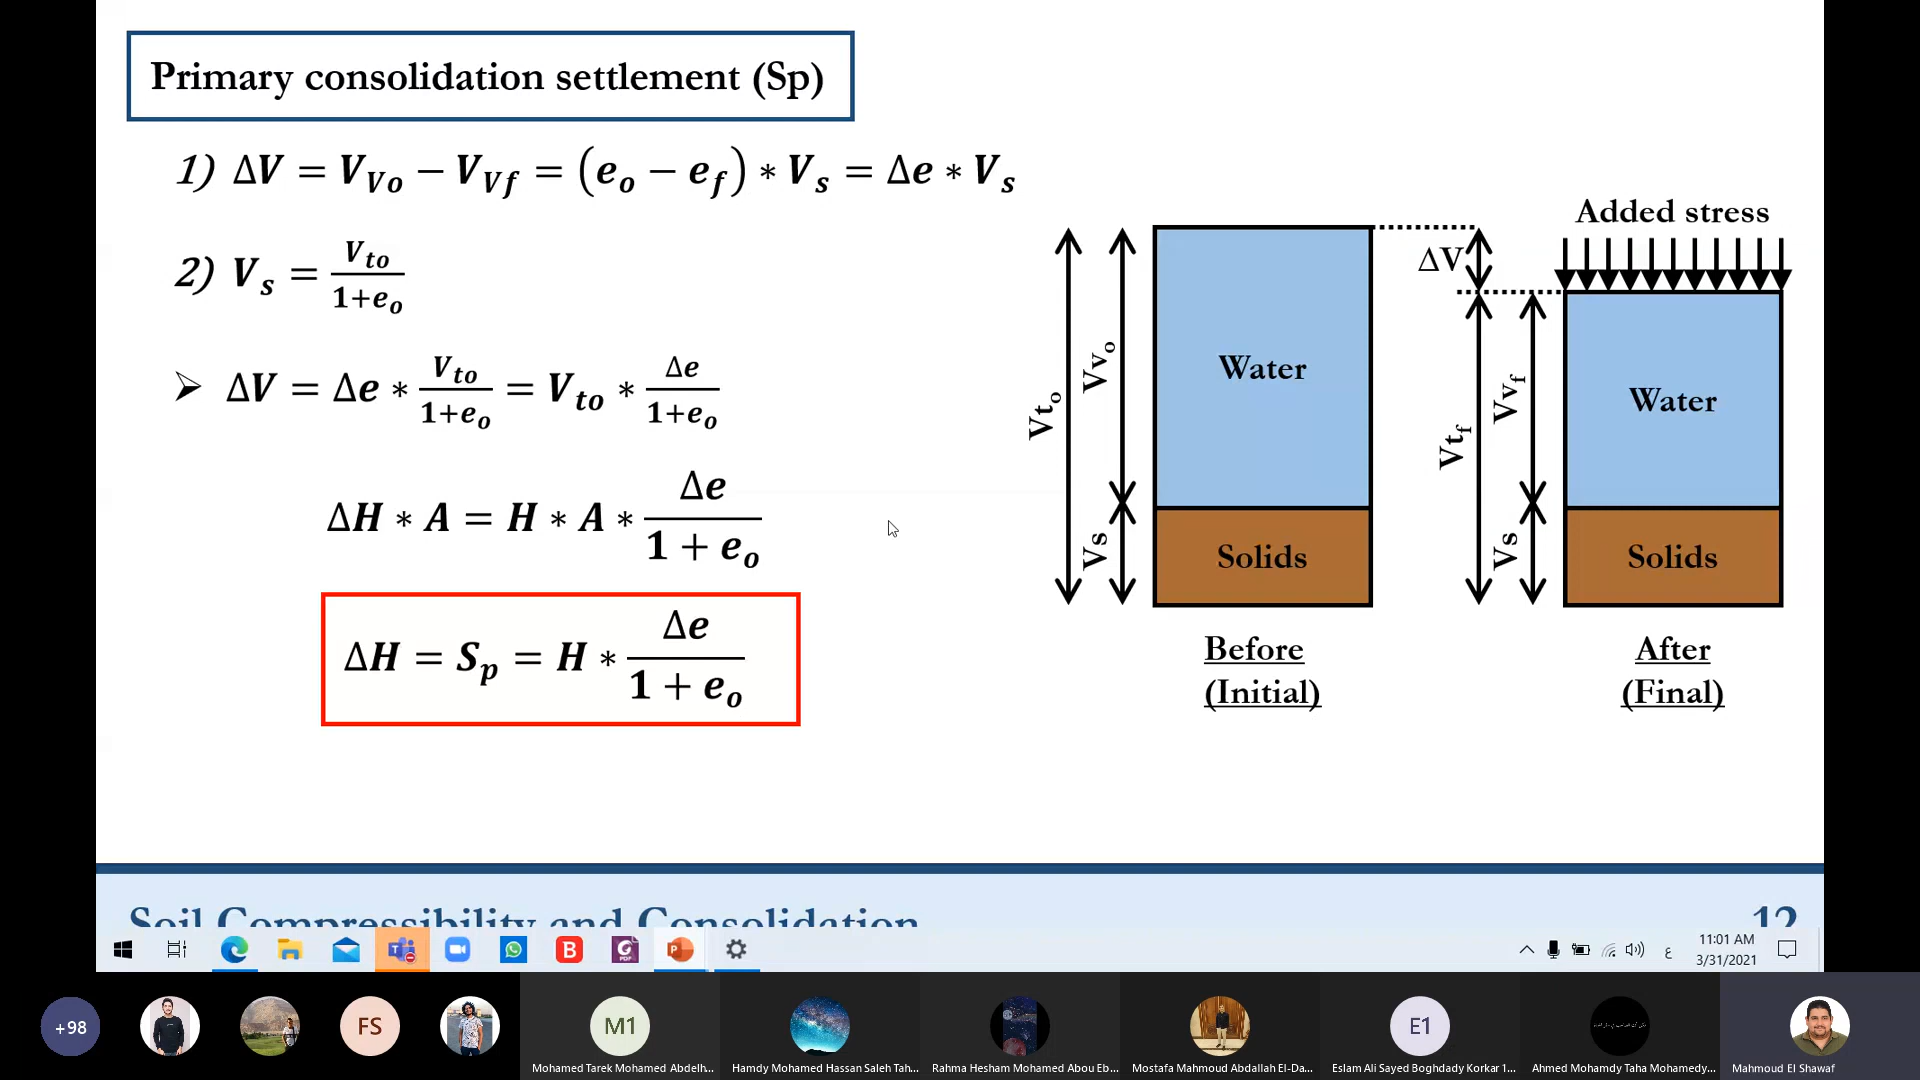 Primary consolidation settlement (Sp)
1) ΔV = V_Vo − V_Vf = (e_o − e_f) * V_s = Δe * V_s
2) V_s = V_to / 1+e_o
➢ ΔV = Δe * V_to / 1+e_o = V_to * Δe / 1+e_o
ΔH * A = H * A * Δe / 1 + e_o
ΔH = S_p = H * Δe / 1 + e_o
Added stress
ΔV
Vt_o
Vv_o
Vs
Water
Solids
Vt_f
Vv_f
Vs
Water
Solids
Before
(Initial)
After
(Final)
Soil Compressibility and Consolidation
12
ع
11:01 AM
3/31/2021
+98
FS
M1
E1
Mohamed Tarek Mohamed Abdelh...
Hamdy Mohamed Hassan Saleh Tah...
Rahma Hesham Mohamed Abou Eb...
Mostafa Mahmoud Abdallah El-Da...
Eslam Ali Sayed Boghdady Korkar 1...
Ahmed Mohamdy Taha Mohamedy...
Mahmoud El Shawaf